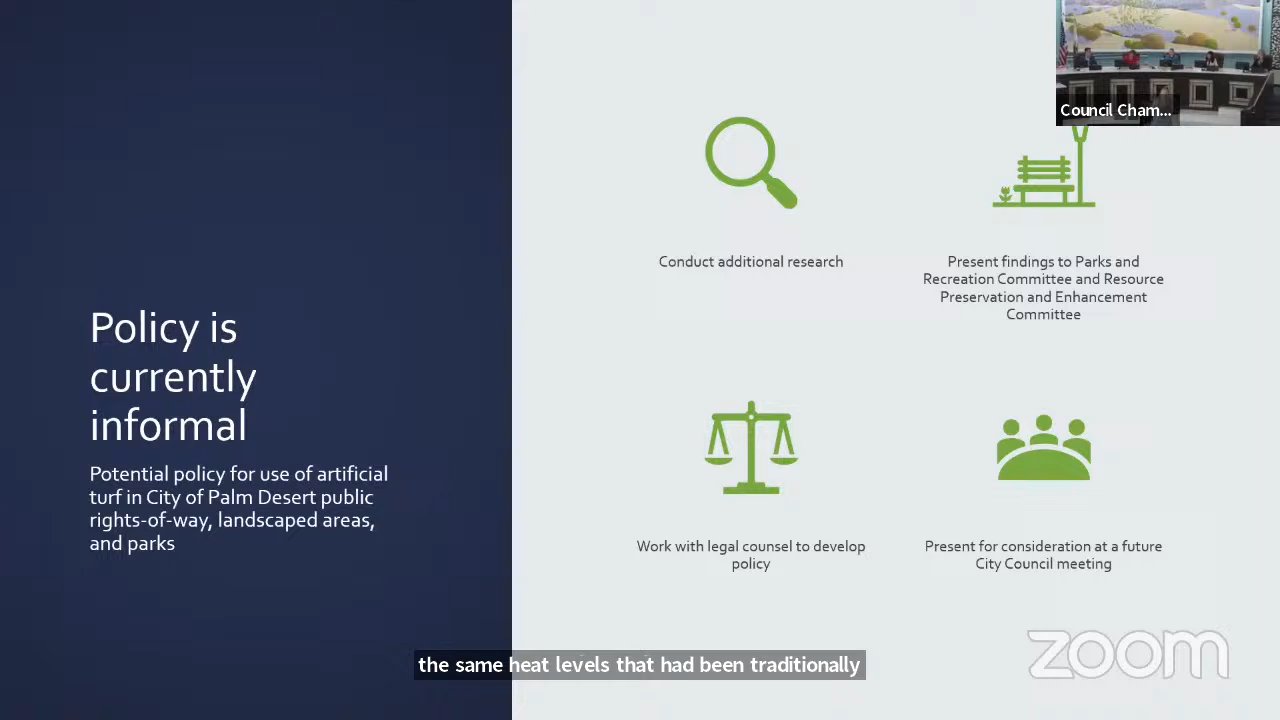 Council Cham...
Policy is
currently
informal
Potential policy for use of artificial
turf in City of Palm Desert public
rights-of-way, landscaped areas,
and parks
Conduct additional research
Present findings to Parks and
Recreation Committee and Resource
Preservation and Enhancement
Committee
Work with legal counsel to develop
policy
Present for consideration at a future
City Council meeting
the same heat levels that had been traditionally
zoom